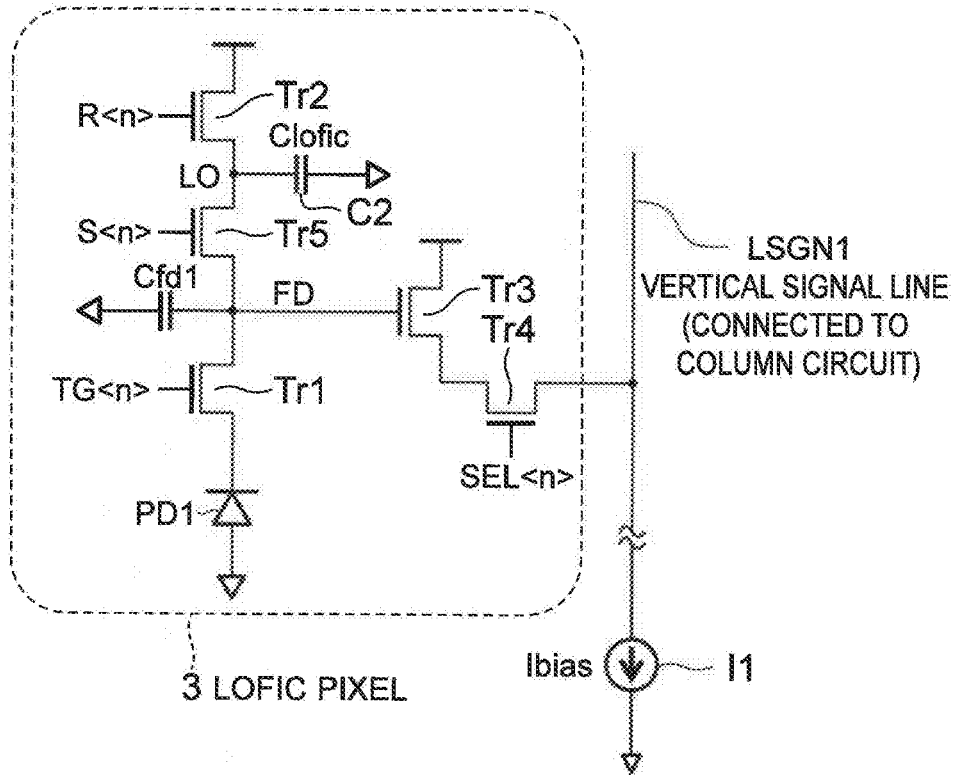 R<n>
Tr2
Clofic
LO
C2
S<n>
Tr5
Cfd1
FD
Tr3
Tr4
TG<n>
Tr1
SEL<n>
PD1
LSGN1
VERTICAL SIGNAL LINE
(CONNECTED TO
COLUMN CIRCUIT)
Ibias
I1
3 LOFIC PIXEL